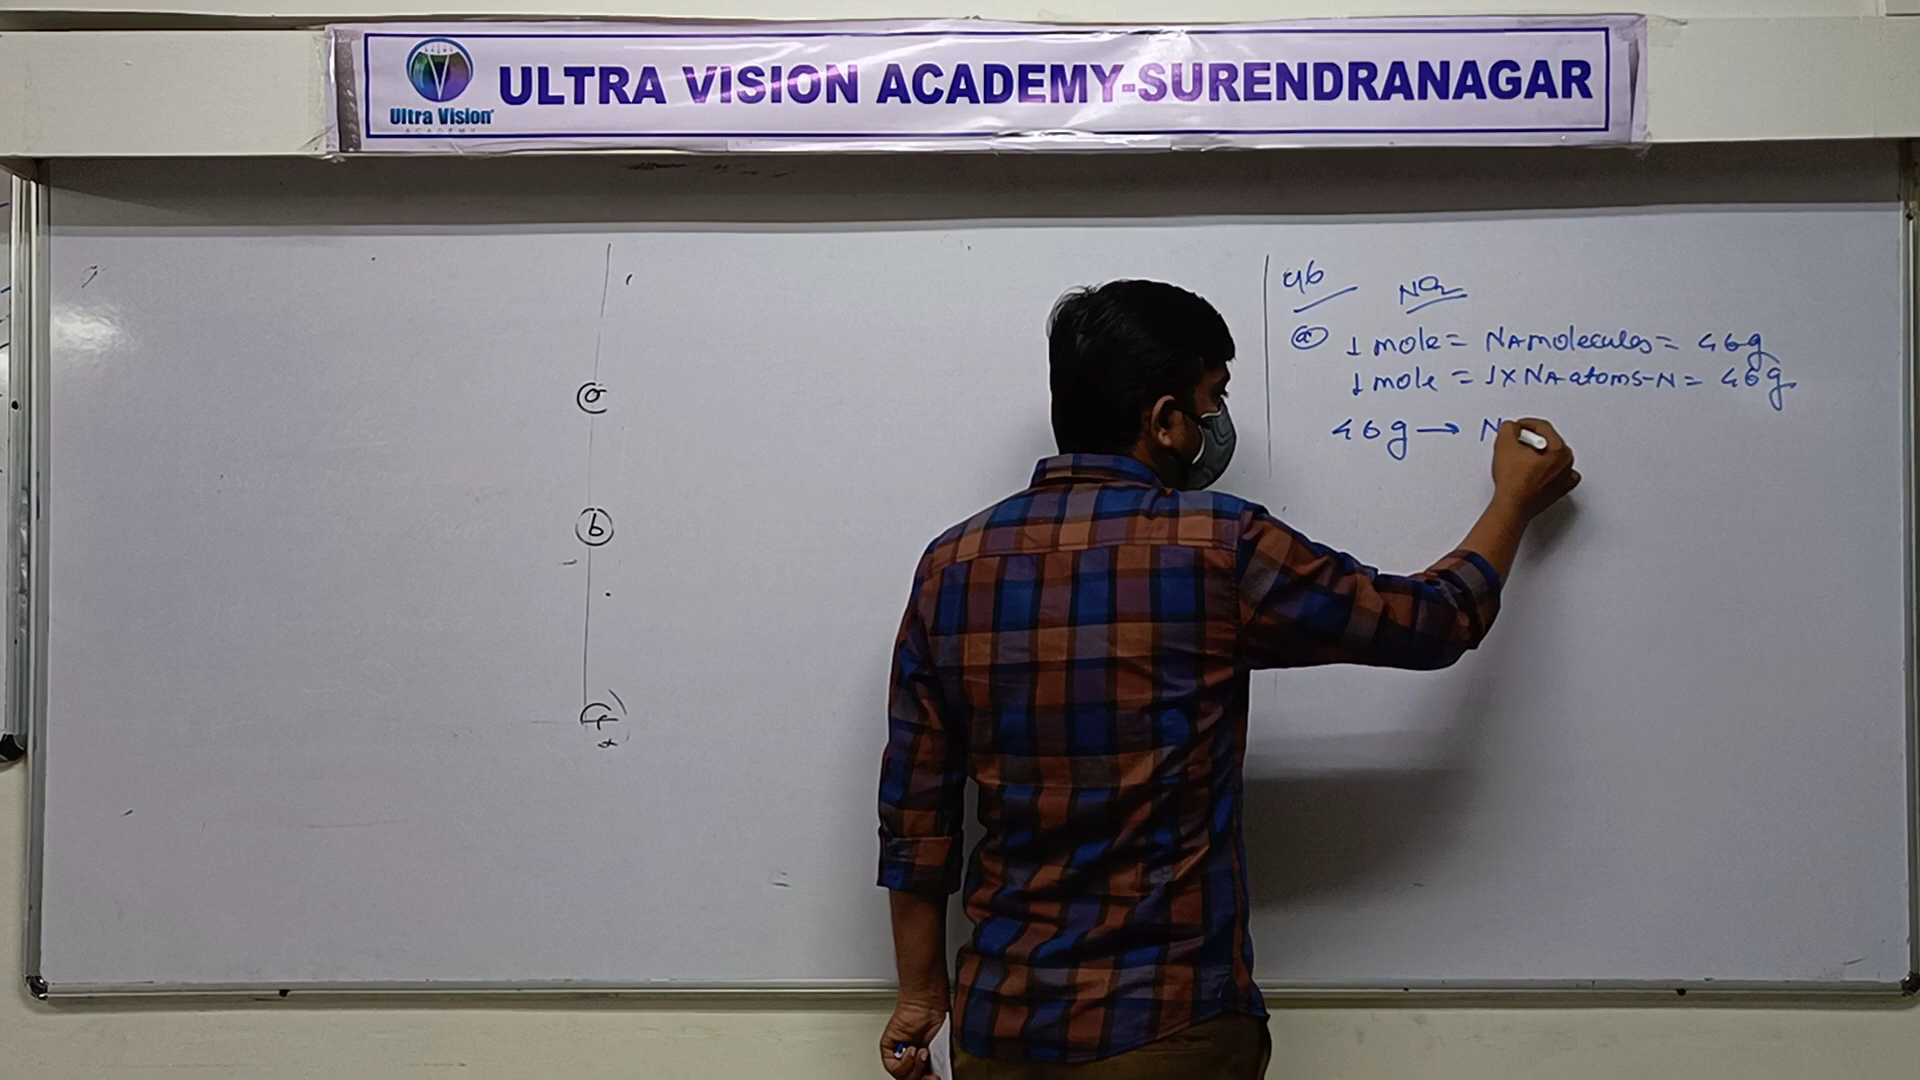 ULTRA VISION ACADEMY-SURENDRANAGAR
Ultra Vision
ACADEMY
a
b
46
NO2
a 1 mole = NA molecules = 46g
1 mole = 1 x NA atoms-N = 46g
46g → N